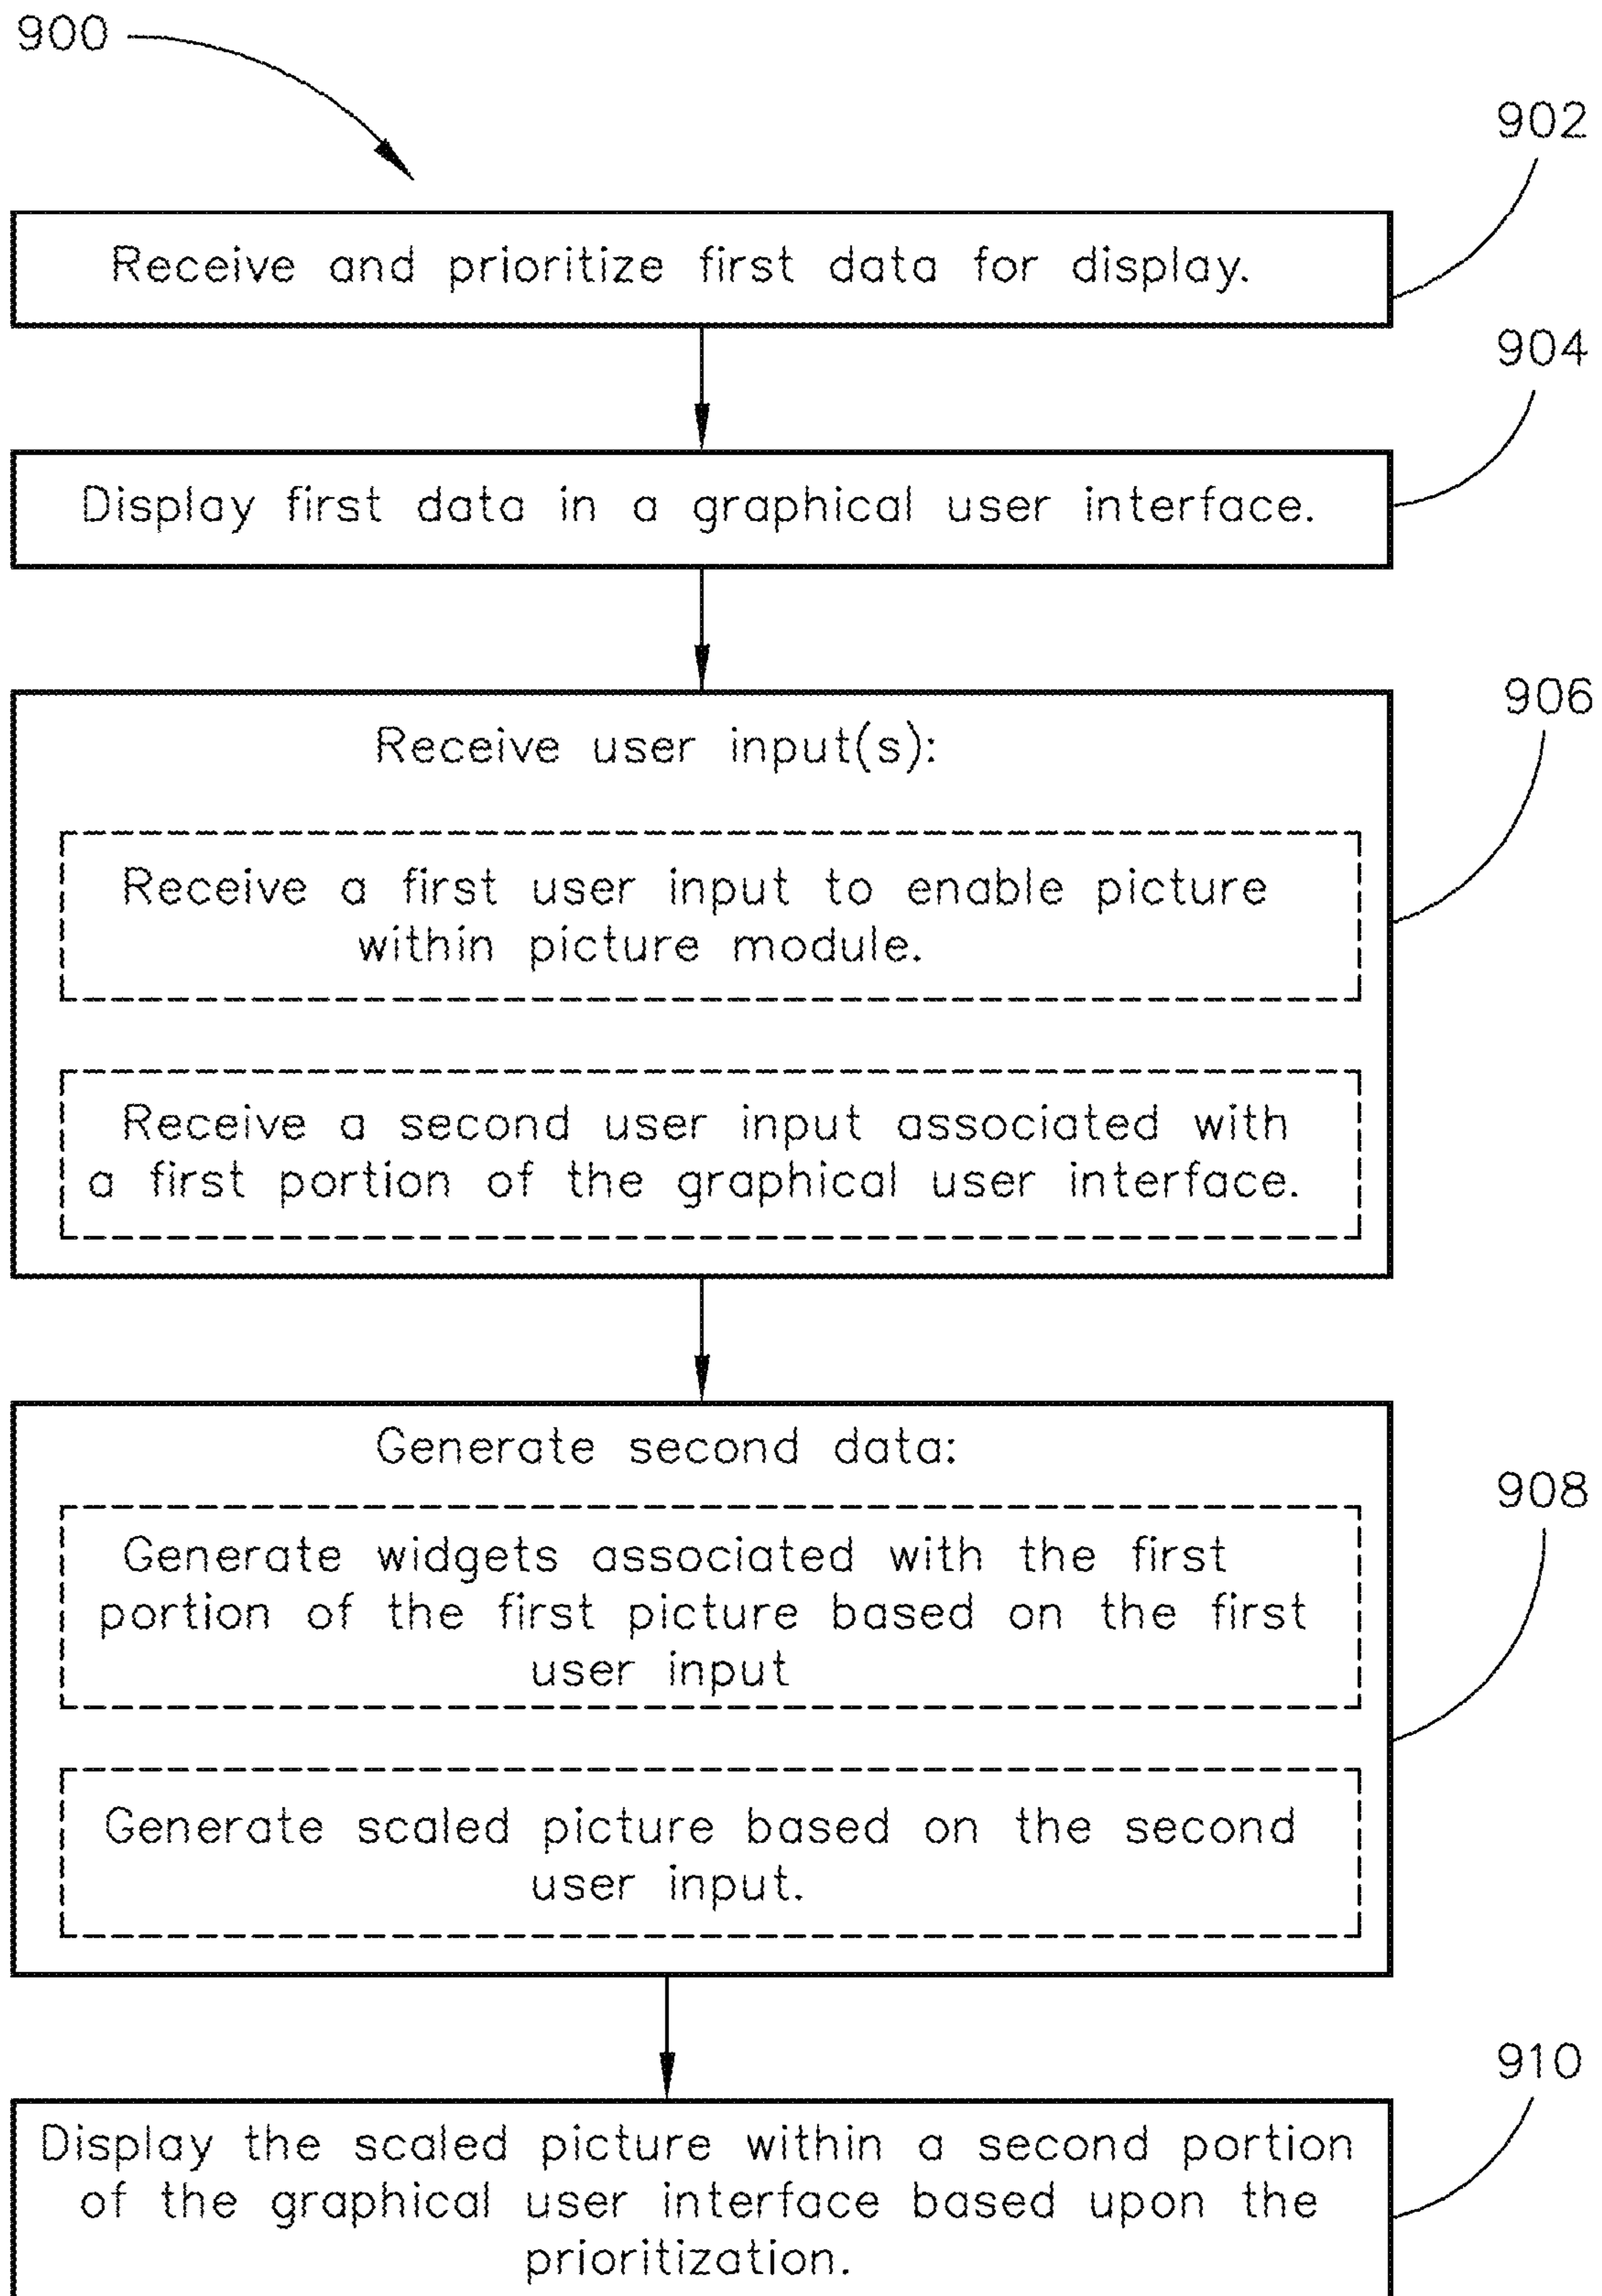 900
902
Receive and prioritize first data for display.
904
Display first data in a graphical user interface.
906
Receive user input(s):
Receive a first user input to enable picture
within picture module.
Receive a second user input associated with
a first portion of the graphical user interface.
Generate second data:
908
Generate widgets associated with the first
portion of the first picture based on the first
user input
Generate scaled picture based on the second
user input.
910
Display the scaled picture within a second portion
of the graphical user interface based upon the
prioritization.